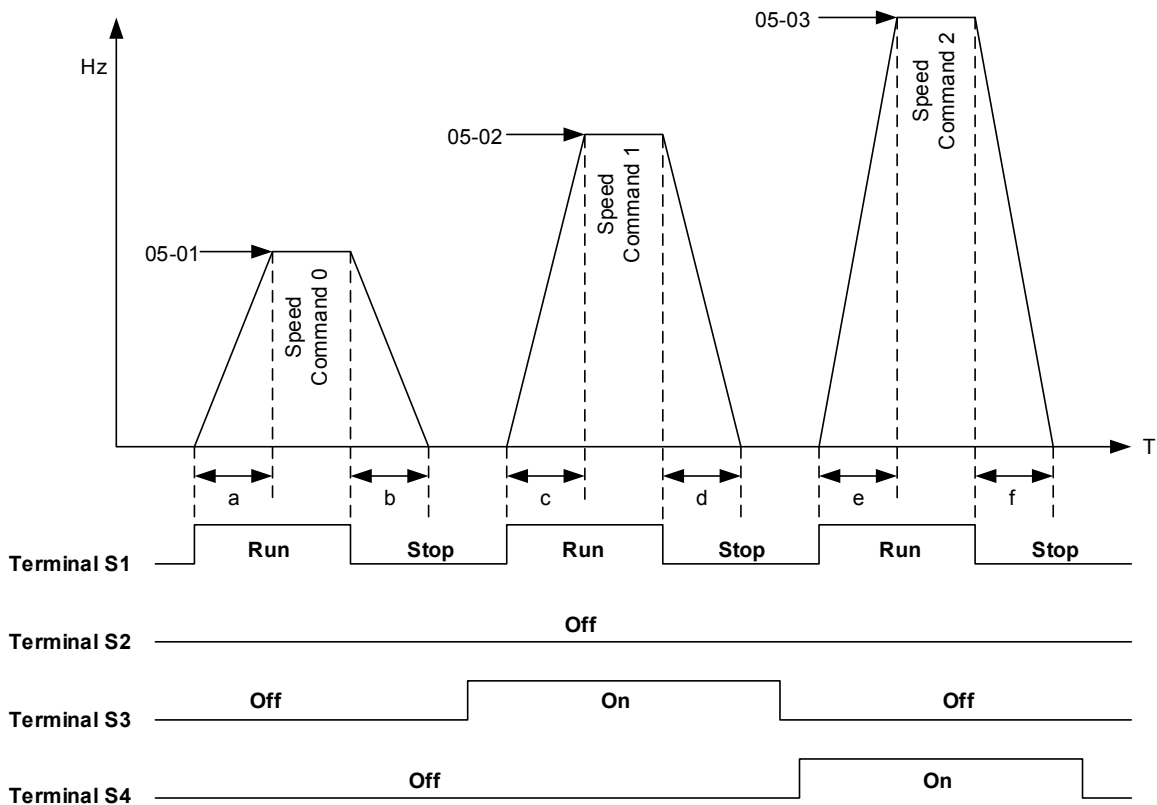 Hz
05-01
Speed
Command 0
05-02
Speed
Command 1
05-03
Speed
Command 2
T
a
b
c
d
e
f
Terminal S1
Run
Stop
Run
Stop
Run
Stop
Terminal S2
Off
Terminal S3
Off
On
Off
Terminal S4
Off
On